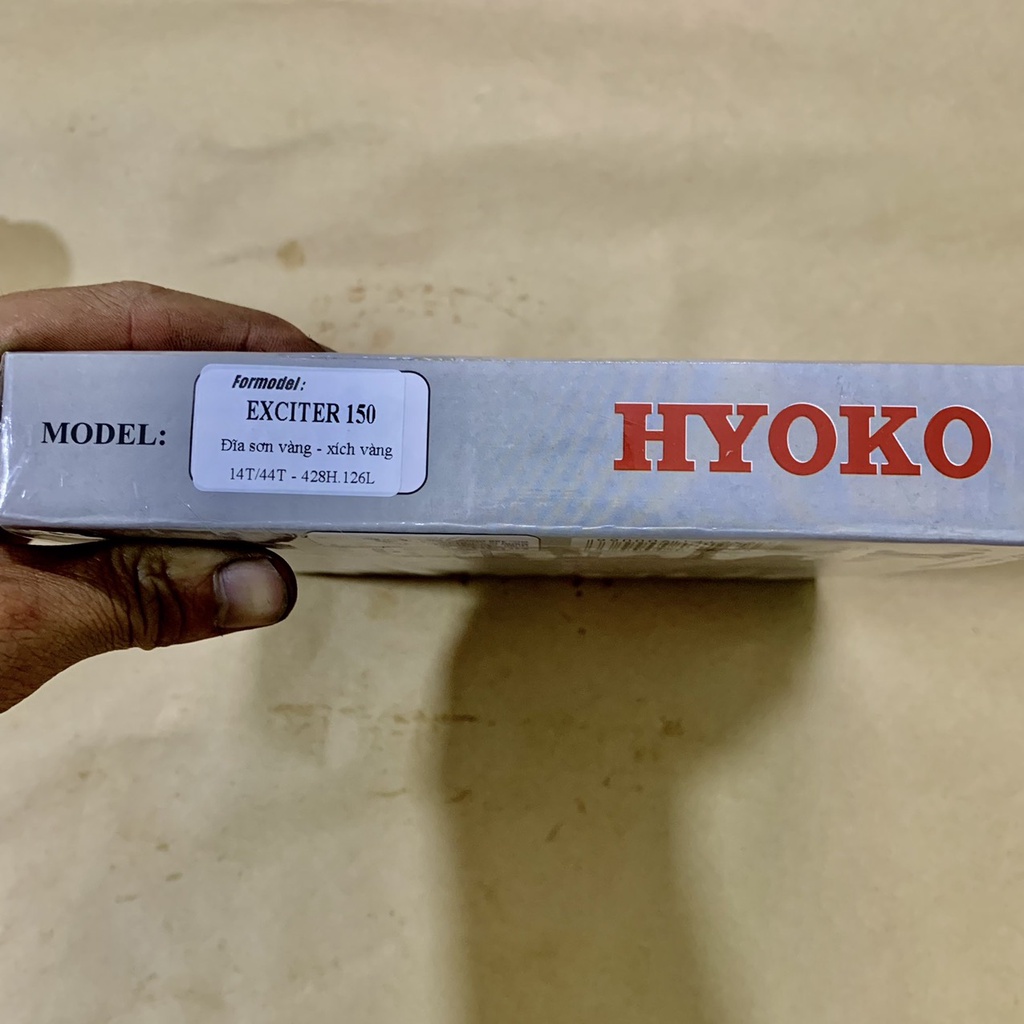 MODEL:
Formodel:
EXCITER 150
Đĩa sơn vàng - xích vàng
14T/44T - 428H.126L
HYOKO